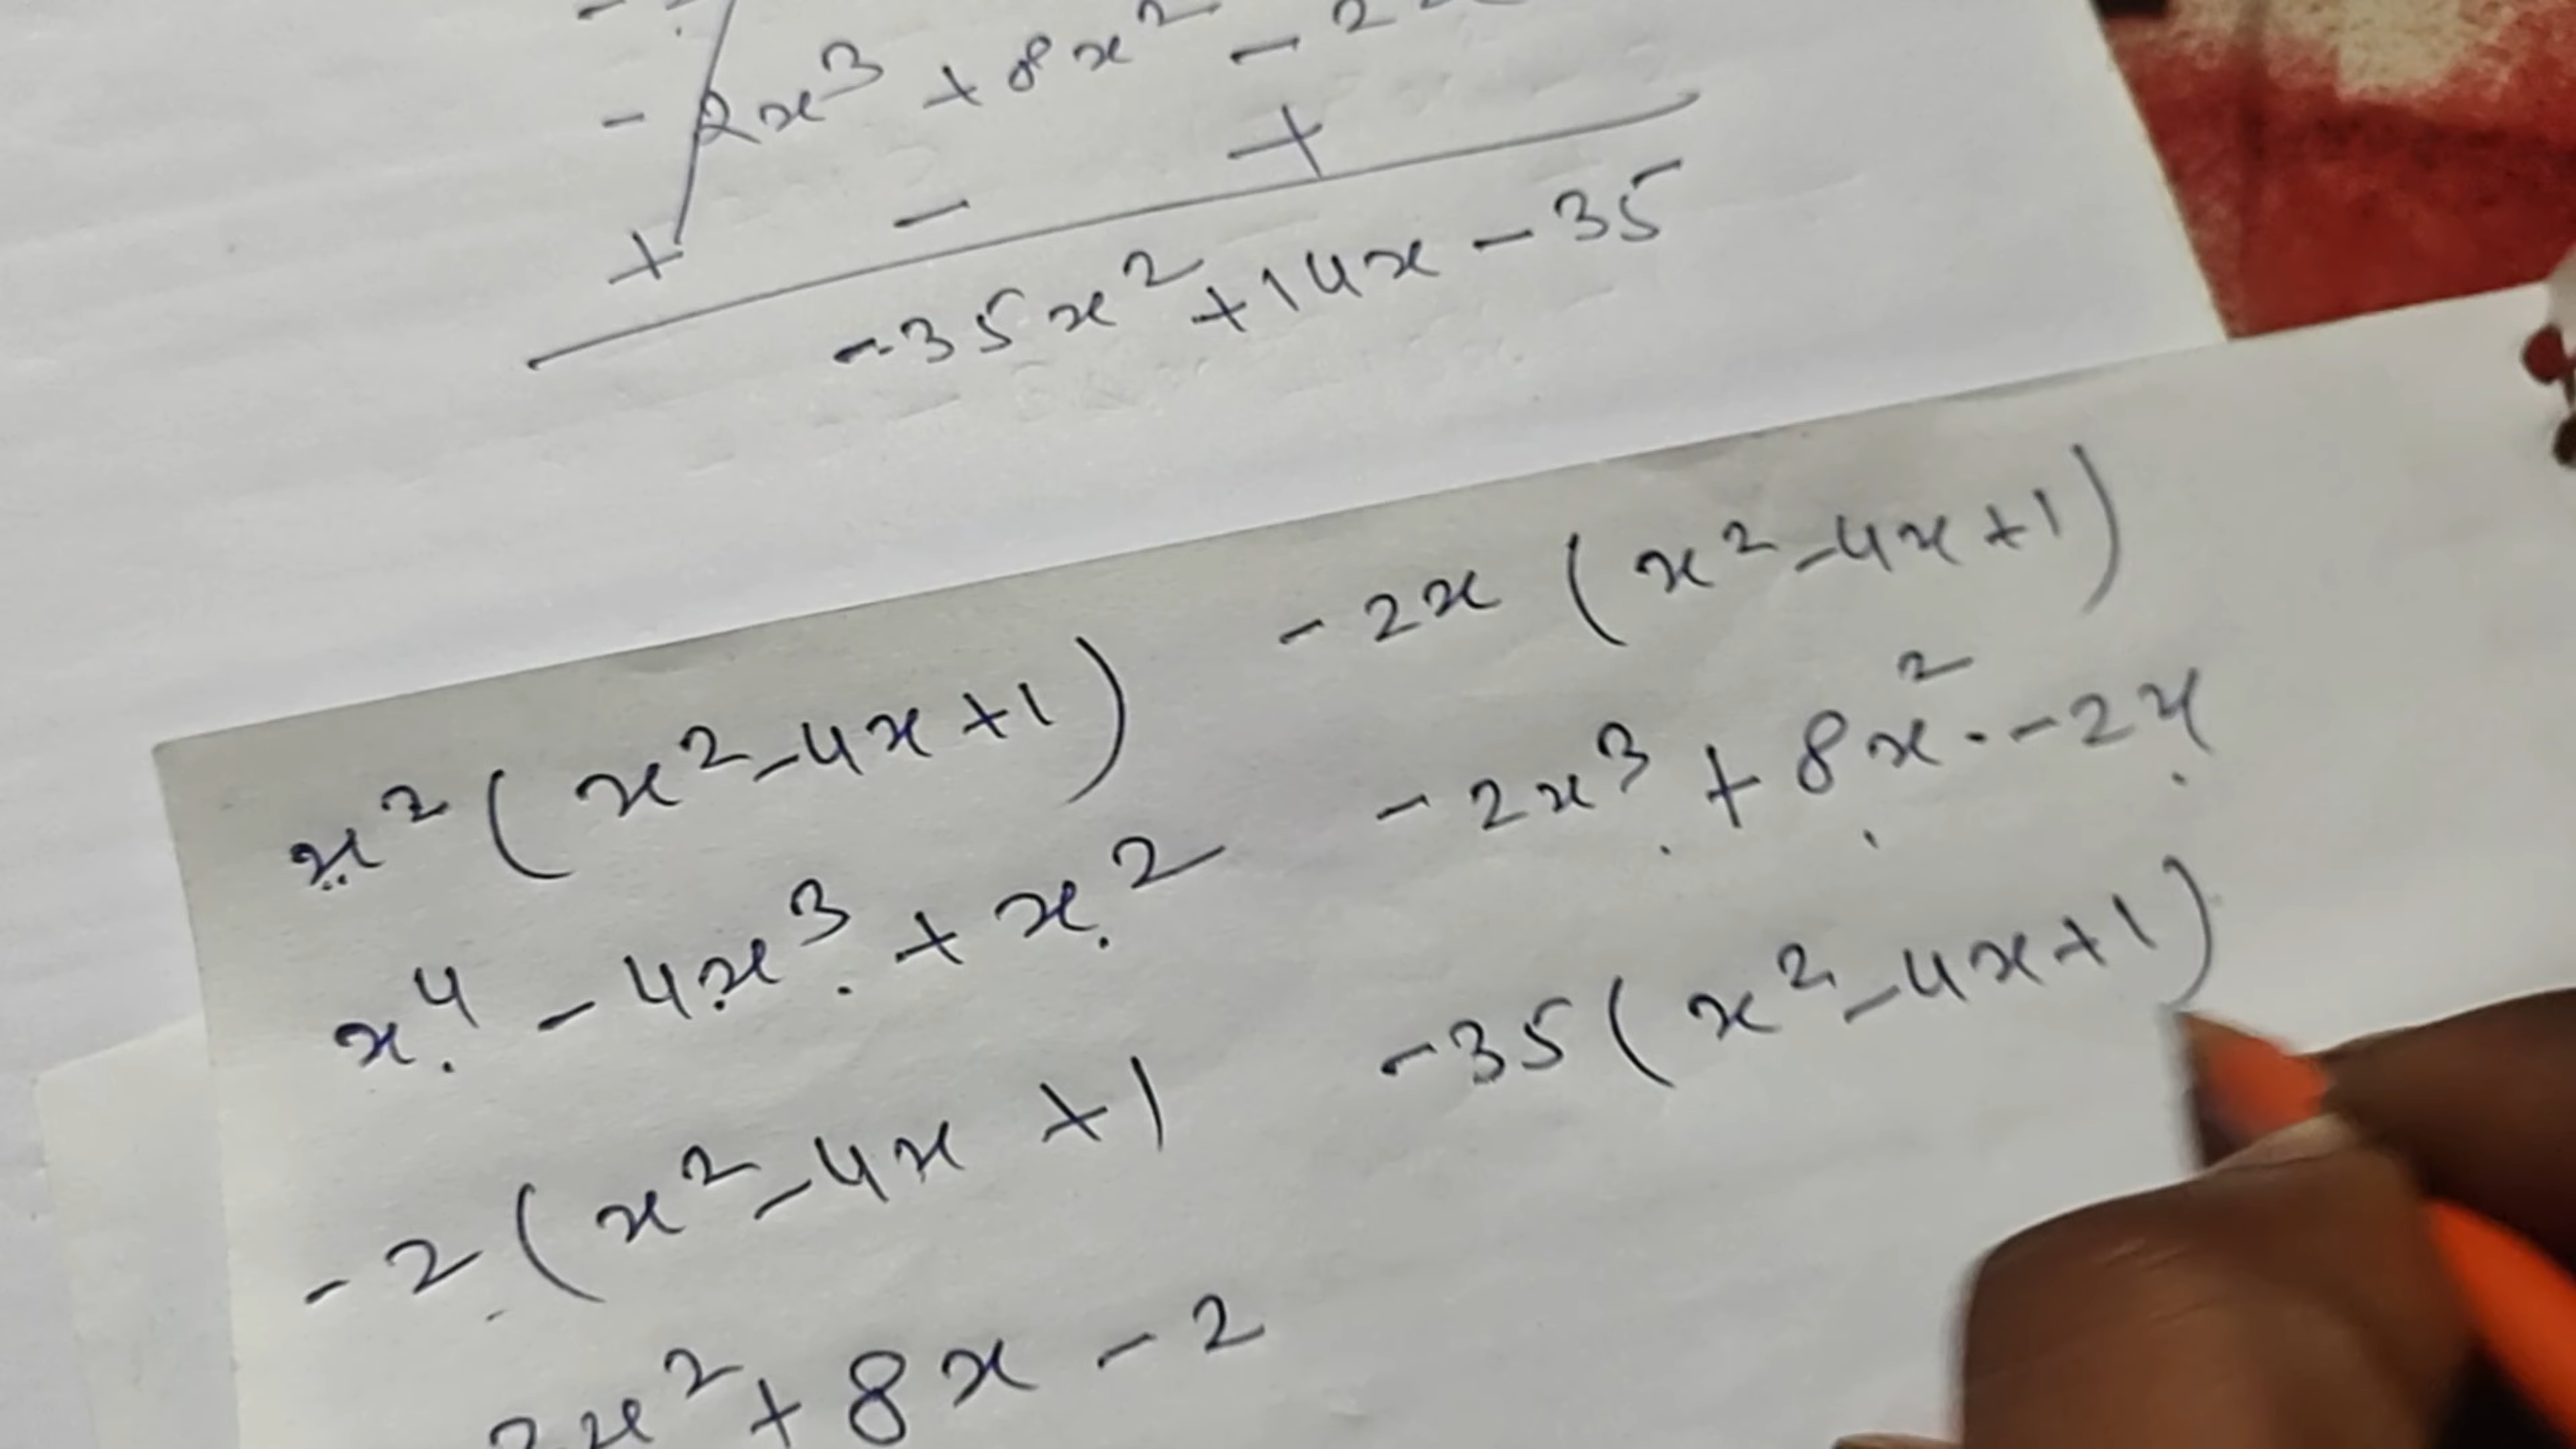 - 2x³ + 8x² - 2
+ - +
-35x² + 14x - 35
x² ( x² - 4x + 1 ) - 2x ( x² - 4x + 1 )
x⁴ - 4x³ + x² - 2x³ + 8x² - 2x
-2 ( x² - 4x + 1 -35 ( x² - 4x + 1 )
x² + 8x - 2